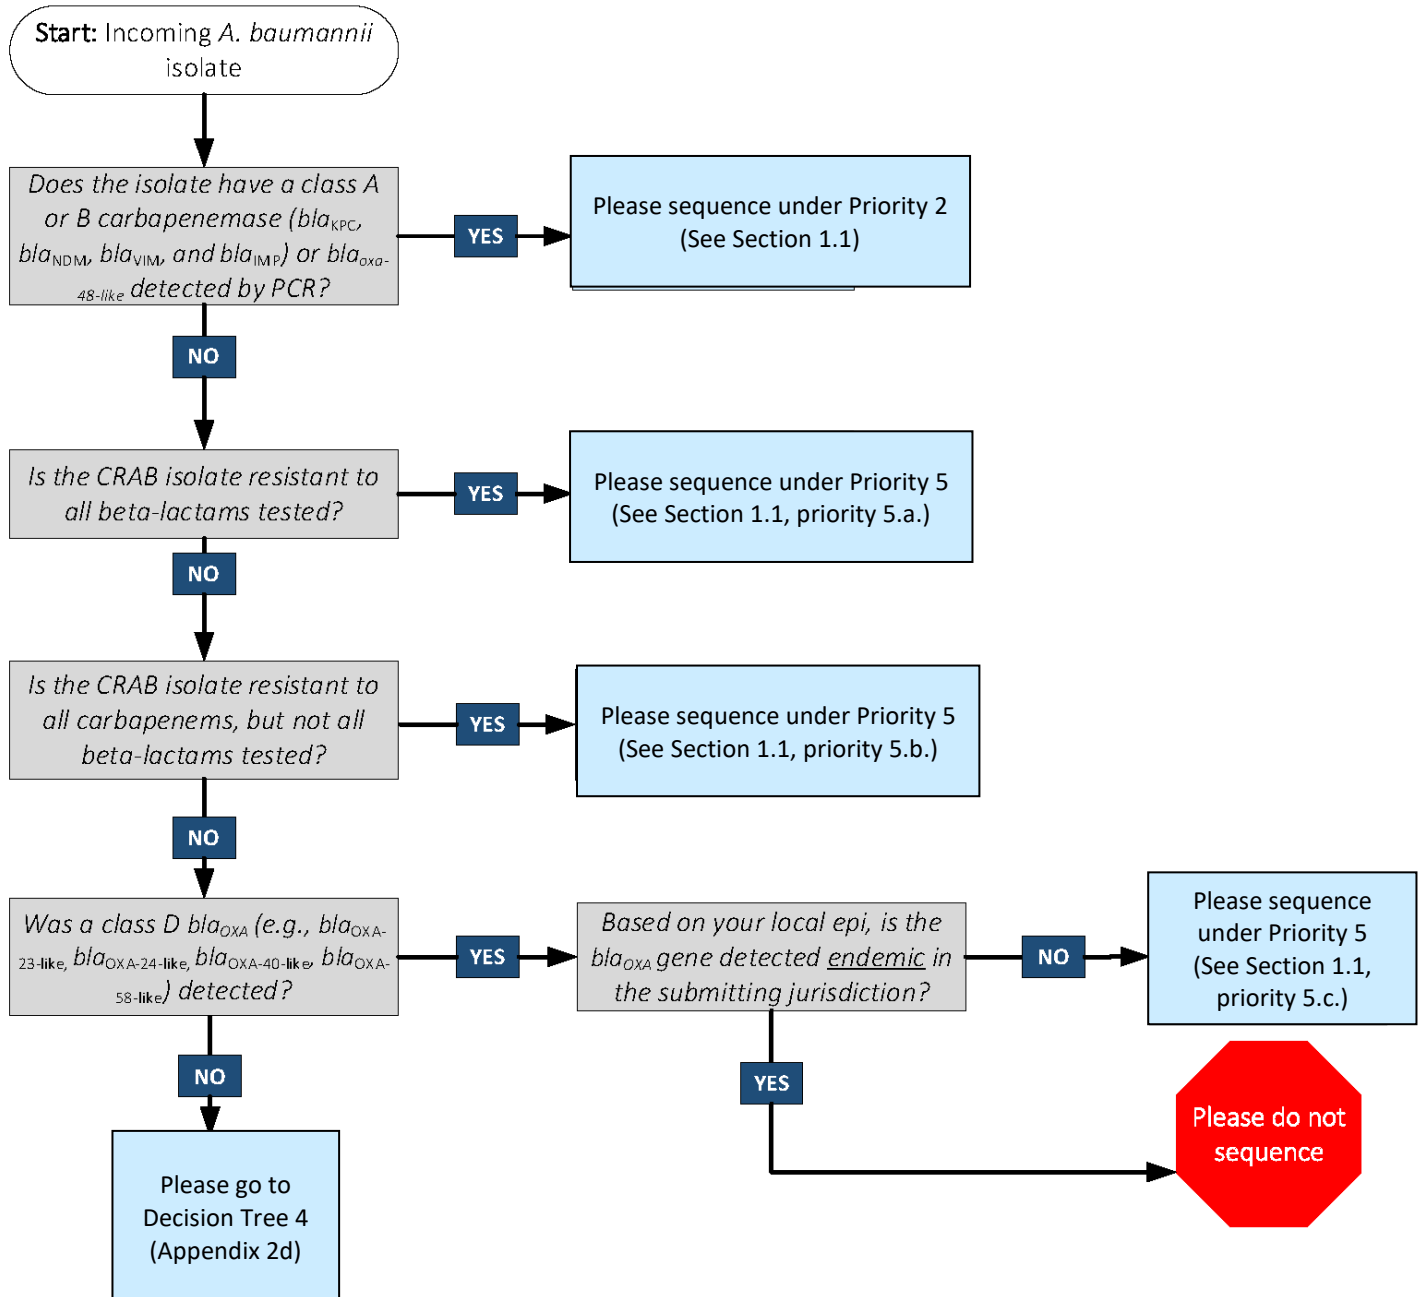 Start: Incoming A. baumannii
isolate
Does the isolate have a class A
or B carbapenemase (blaKPC,
blaNDM, blaVIM, and blaIMP) or blaoxa-
48-like detected by PCR?
YES
Please sequence under Priority 2
(See Section 1.1)
NO
Is the CRAB isolate resistant to
all beta-lactams tested?
YES
Please sequence under Priority 5
(See Section 1.1, priority 5.a.)
NO
Is the CRAB isolate resistant to
all carbapenems, but not all
beta-lactams tested?
YES
Please sequence under Priority 5
(See Section 1.1, priority 5.b.)
NO
Was a class D blaOXA (e.g., blaOXA-
23-like, blaOXA-24-like, blaOXA-40-like, blaOXA-
58-like) detected?
YES
Based on your local epi, is the
blaOXA gene detected endemic in
the submitting jurisdiction?
NO
Please sequence
under Priority 5
(See Section 1.1,
priority 5.c.)
YES
Please do not
sequence
NO
Please go to
Decision Tree 4
(Appendix 2d)